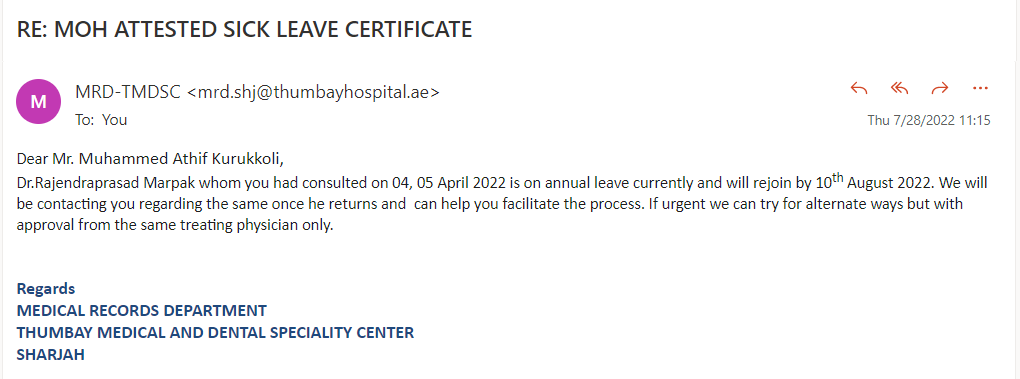 RE: MOH ATTESTED SICK LEAVE CERTIFICATE
M
MRD-TMDSC <mrd.shj@thumbayhospital.ae>
To: You
Thu 7/28/2022 11:15
Dear Mr. Muhammed Athif Kurukkoli,
Dr.Rajendraprasad Marpak whom you had consulted on 04, 05 April 2022 is on annual leave currently and will rejoin by 10th August 2022. We will
be contacting you regarding the same once he returns and  can help you facilitate the process. If urgent we can try for alternate ways but with
approval from the same treating physician only.
Regards
MEDICAL RECORDS DEPARTMENT
THUMBAY MEDICAL AND DENTAL SPECIALITY CENTER
SHARJAH